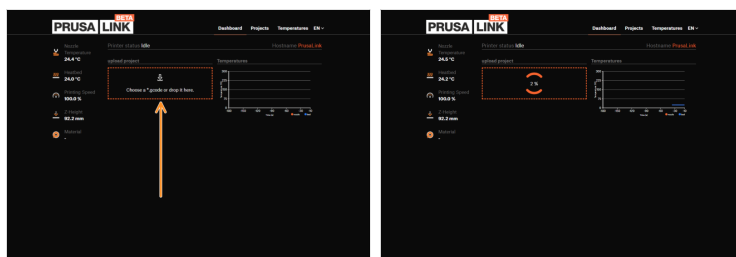 BETA
PRUSA LINK
Dashboard Projects Temperatures EN
Nozzle Temperature
24.4 °C
Heatbed
24.0 °C
Printing Speed
100.0 %
Z-Height
92.2 mm
Material
-
Printer status Idle
Hostname PrusaLink
upload project
Choose a *.gcode or drop it here.
Temperatures
BETA
PRUSA LINK
Dashboard Projects Temperatures EN
Nozzle Temperature
24.5 °C
Heatbed
24.2 °C
Printing Speed
100.0 %
Z-Height
92.2 mm
Material
-
Printer status Idle
Hostname PrusaLink
upload project
2 %
Temperatures